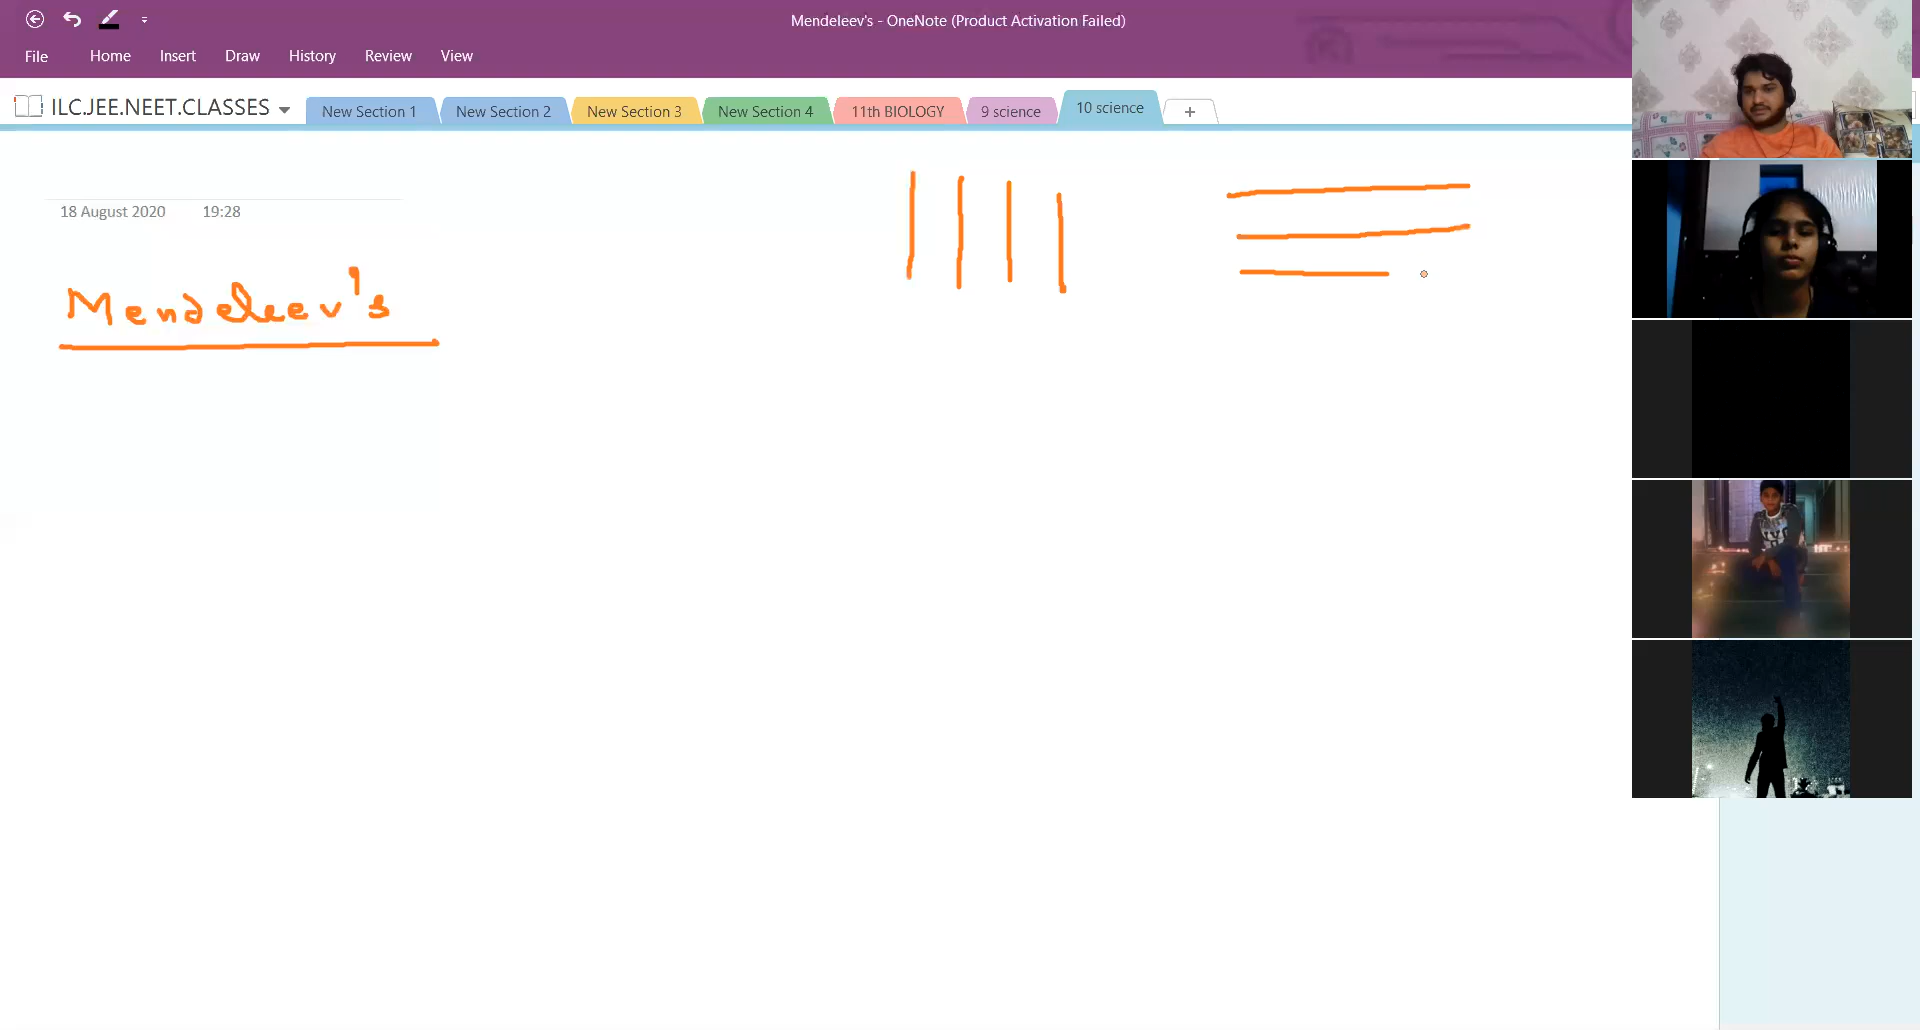 Mendeleev's - OneNote (Product Activation Failed)
File Home Insert Draw History Review View
ILC.JEE.NEET.CLASSES New Section 1 New Section 2 New Section 3 New Section 4 11th BIOLOGY 9 science 10 science +
18 August 2020 19:28
Mendeleev's